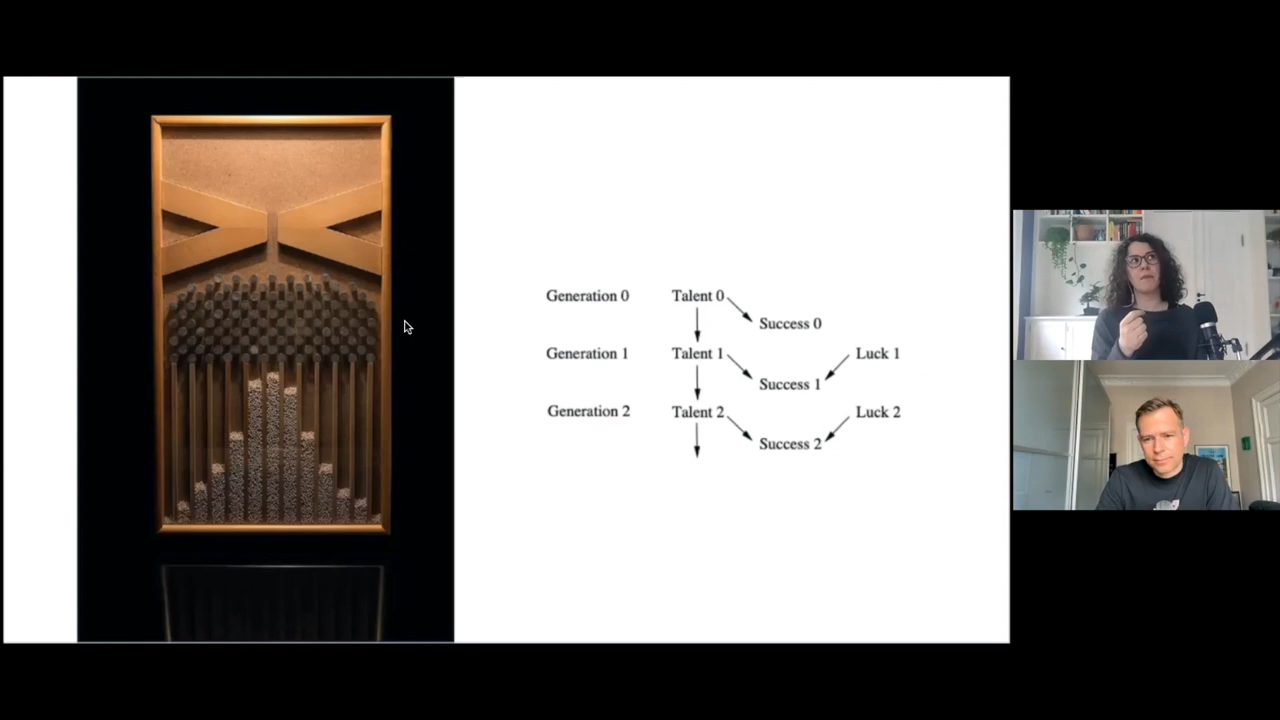 Generation 0 Talent 0
Success 0
Generation 1 Talent 1 Luck 1
Success 1
Generation 2 Talent 2 Luck 2
Success 2